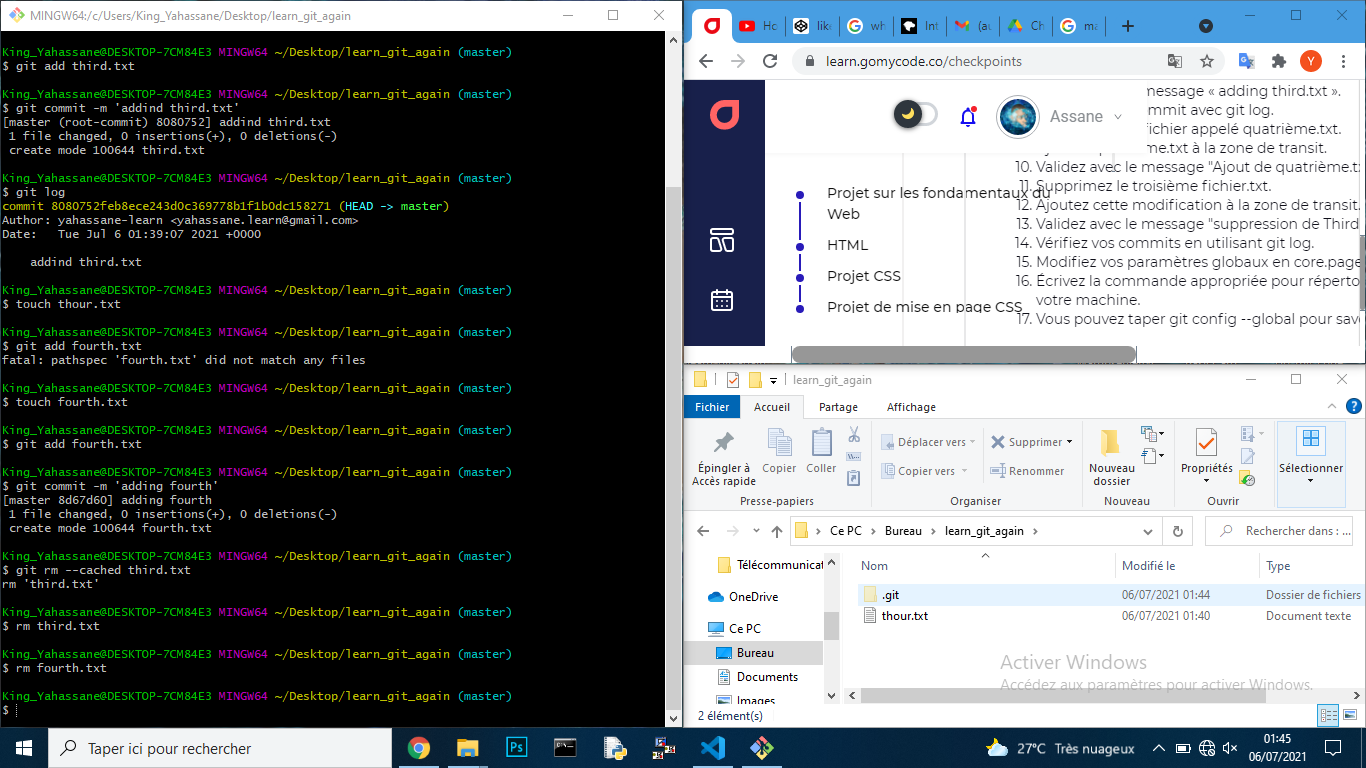 MINGW64:/c/Users/King_Yahassane/Desktop/learn_git_again
King_Yahassane@DESKTOP-7CM84E3 MINGW64 ~/Desktop/learn_git_again (master)
$ git add third.txt
King_Yahassane@DESKTOP-7CM84E3 MINGW64 ~/Desktop/learn_git_again (master)
$ git commit -m 'addind third.txt'
[master (root-commit) 8080752] addind third.txt
1 file changed, 0 insertions(+), 0 deletions(-)
create mode 100644 third.txt
King_Yahassane@DESKTOP-7CM84E3 MINGW64 ~/Desktop/learn_git_again (master)
$ git log
commit 8080752feb8ece243d0c369778b1f1b0dc158271 (HEAD -> master)
Author: yahassane-learn <yahassane.learn@gmail.com>
Date:   Tue Jul 6 01:39:07 2021 +0000
addind third.txt
King_Yahassane@DESKTOP-7CM84E3 MINGW64 ~/Desktop/learn_git_again (master)
$ touch thour.txt
King_Yahassane@DESKTOP-7CM84E3 MINGW64 ~/Desktop/learn_git_again (master)
$ git add fourth.txt
fatal: pathspec 'fourth.txt' did not match any files
King_Yahassane@DESKTOP-7CM84E3 MINGW64 ~/Desktop/learn_git_again (master)
$ touch fourth.txt
King_Yahassane@DESKTOP-7CM84E3 MINGW64 ~/Desktop/learn_git_again (master)
$ git add fourth.txt
King_Yahassane@DESKTOP-7CM84E3 MINGW64 ~/Desktop/learn_git_again (master)
$ git commit -m 'adding fourth'
[master 8d67d60] adding fourth
1 file changed, 0 insertions(+), 0 deletions(-)
create mode 100644 fourth.txt
King_Yahassane@DESKTOP-7CM84E3 MINGW64 ~/Desktop/learn_git_again (master)
$ git rm --cached third.txt
rm 'third.txt'
King_Yahassane@DESKTOP-7CM84E3 MINGW64 ~/Desktop/learn_git_again (master)
$ rm third.txt
King_Yahassane@DESKTOP-7CM84E3 MINGW64 ~/Desktop/learn_git_again (master)
$ rm fourth.txt
King_Yahassane@DESKTOP-7CM84E3 MINGW64 ~/Desktop/learn_git_again (master)
$
Ho like wh Int (au Ch ma
learn.gomycode.co/checkpoints
Y
Assane
message « adding third.txt ».
ommit avec git log.
ichier appelé quatrième.txt.
me.txt à la zone de transit.
10. Validez avec le message "Ajout de quatrième.t
11. Supprimez le troisième fichier.txt.
12. Ajoutez cette modification à la zone de transit.
13. Validez avec le message "suppression de Third
14. Vérifiez vos commits en utilisant git log.
15. Modifiez vos paramètres globaux en core.page
16. Écrivez la commande appropriée pour réperto
votre machine.
17. Vous pouvez taper git config --global pour sav
Projet sur les fondamentaux du
Web
HTML
Projet CSS
Projet de mise en page CSS
learn_git_again
Fichier Accueil Partage Affichage
Épingler à
Accès rapide
Copier
Coller
Presse-papiers
Déplacer vers
Copier vers
Supprimer
Renommer
Organiser
Nouveau
dossier
Nouveau
Propriétés
Ouvrir
Sélectionner
Ce PC > Bureau > learn_git_again
Rechercher dans : ...
Télécommunicat
OneDrive
Ce PC
Bureau
Documents
Images
Nom Modifié le Type
.git 06/07/2021 01:44 Dossier de fichiers
thour.txt 06/07/2021 01:40 Document texte
Activer Windows
Accédez aux paramètres pour activer Windows.
2 élément(s)
Taper ici pour rechercher
Ps
27°C Très nuageux
01:45
06/07/2021